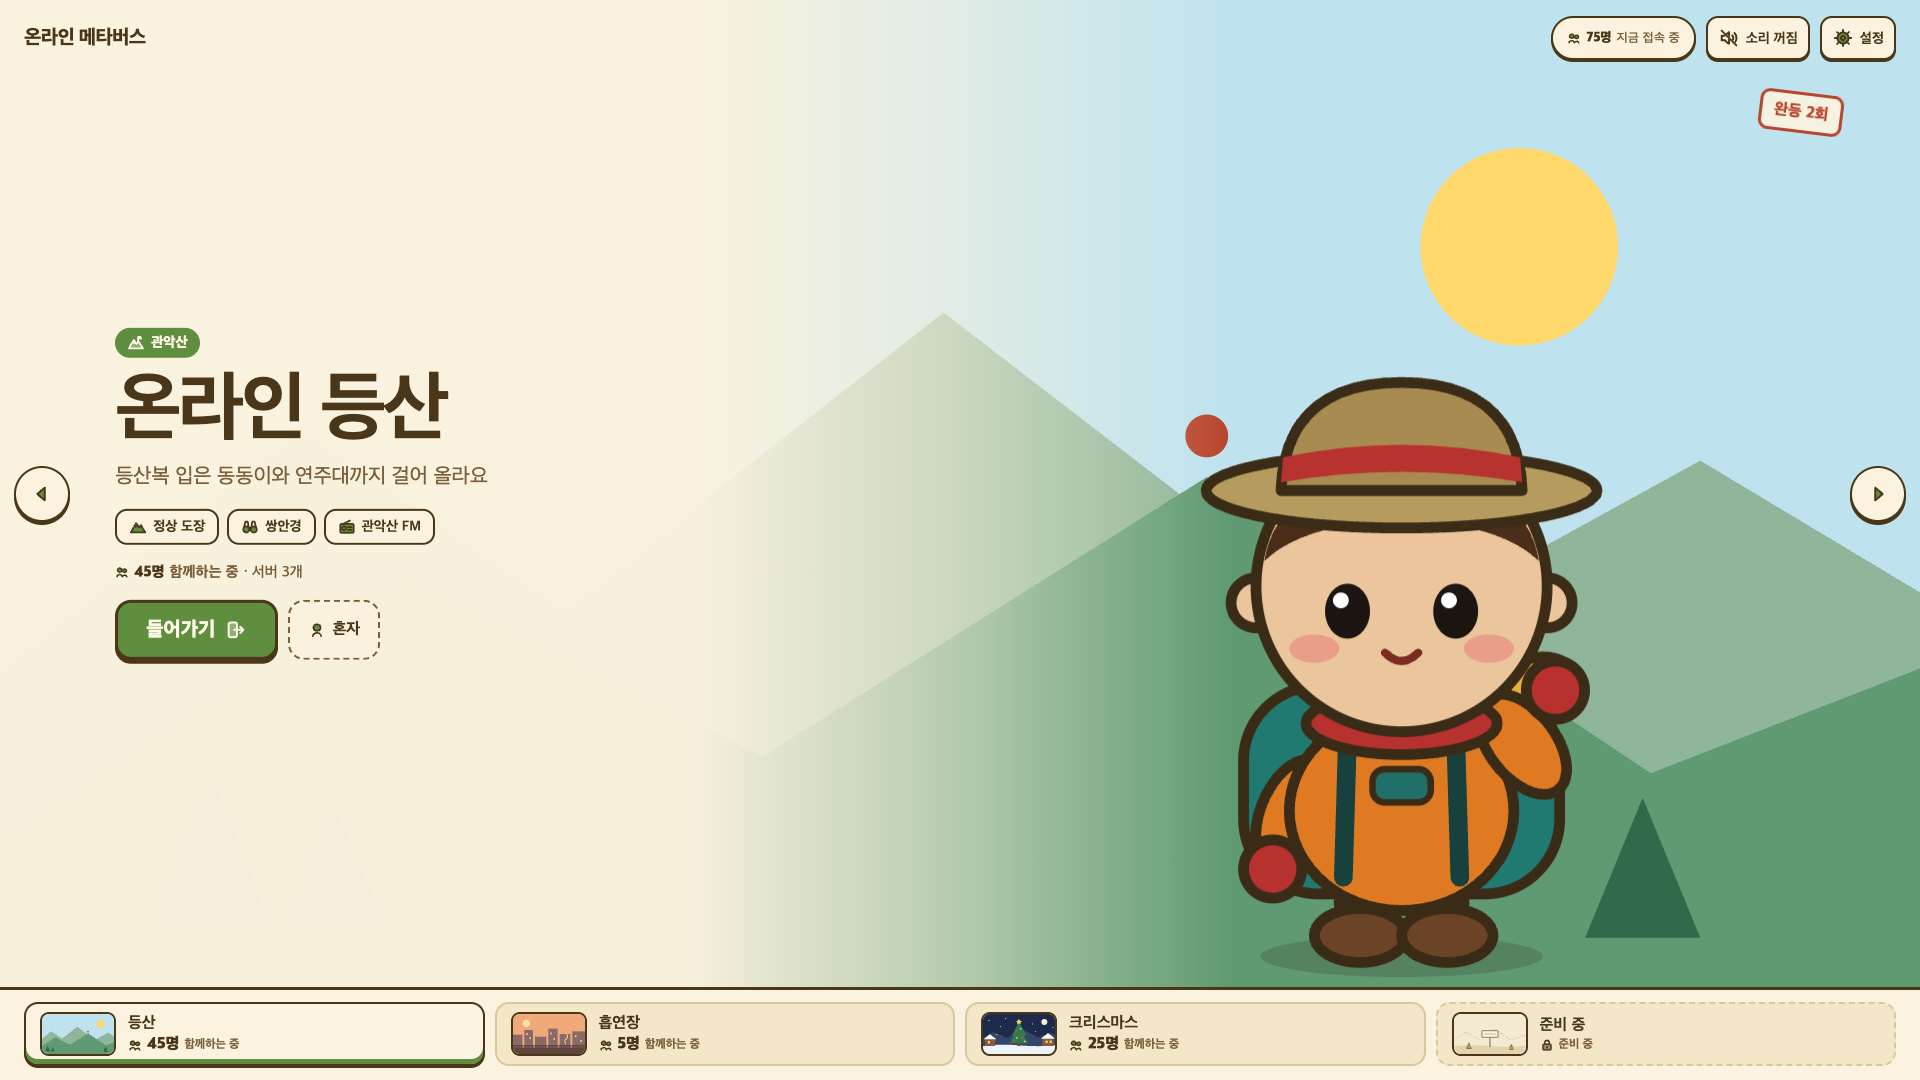 온라인 메타버스
75명 지금 접속 중
소리 꺼짐
설정
완등 2회
관악산
온라인 등산
등산복 입은 동동이와 연주대까지 걸어 올라요
정상 도장
쌍안경
관악산 FM
45명 함께하는 중 · 서버 3개
들어가기
혼자
등산
45명 함께하는 중
흡연장
5명 함께하는 중
크리스마스
25명 함께하는 중
준비 중
준비 중